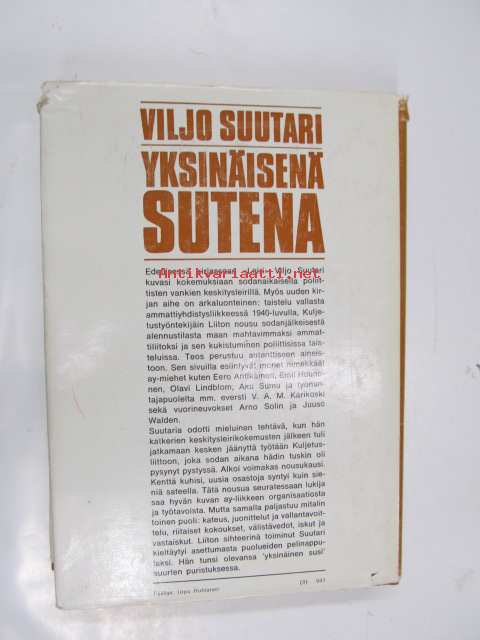 VILJO SUUTARI
YKSINÄISENÄ
SUTENA
Antikvariaatti.net
Edellisessä kirjassaan Viljo Suutari
kuvasi kokemuksiaan sodanaikaisella poliit-
tisten vankien keskitysleirillä. Myös uuden kir-
jan aihe on arkaluonteinen: taistelu vallasta
ammattiyhdistysliikkeessä 1940-luvulla, Kulje-
tustyöntekijäin Liiton nousu sodanjälkeisestä
alennustilasta maan mahtavimmaksi ammat-
tiliitoksi ja sen kukistuminen poliittisissa tais-
teluissa. Teos perustuu autenttiseen aineis-
toon. Sen sivuilla esiintyvät monet nimekkäät
ay-miehet kuten Eero Antikainen, Emil Huuho-
nen, Olavi Lindblom, Aku Sumu ja työnan-
tajapuolelta mm. eversti V. A. M. Karikoski
sekä vuorineuvokset Arno Solin ja Juuso
Walden.
Suutaria odotti mieluinen tehtävä, kun hän
katkerien keskitysleirikokemusten jälkeen tuli
jatkamaan kesken jäänyttä työtään Kuljetus-
liittoon, joka sodan aikana hädin tuskin oli
pysynyt pystyssä. Alkoi voimakas nousukausi.
Kenttä kuhisi, uusia osastoja syntyi kuin sie-
niä sateella. Tätä nousua seuratessaan lukija
saa hyvän kuvan ay-liikkeen organisaatiosta
ja työtavoista. Mutta samalla paljastuu mitalin
toinen puoli: kateus, juonittelut ja vallantavoit-
telu, riitaiset kokoukset, välistävedot, iskut ja
vastaiskut. Liiton sihteerinä toiminut Suutari
kieltäytyi asettumasta puolueiden pelinappu-
laksi. Hän tunsi olevansa 'yksinäinen susi'
suurten puristuksessa.